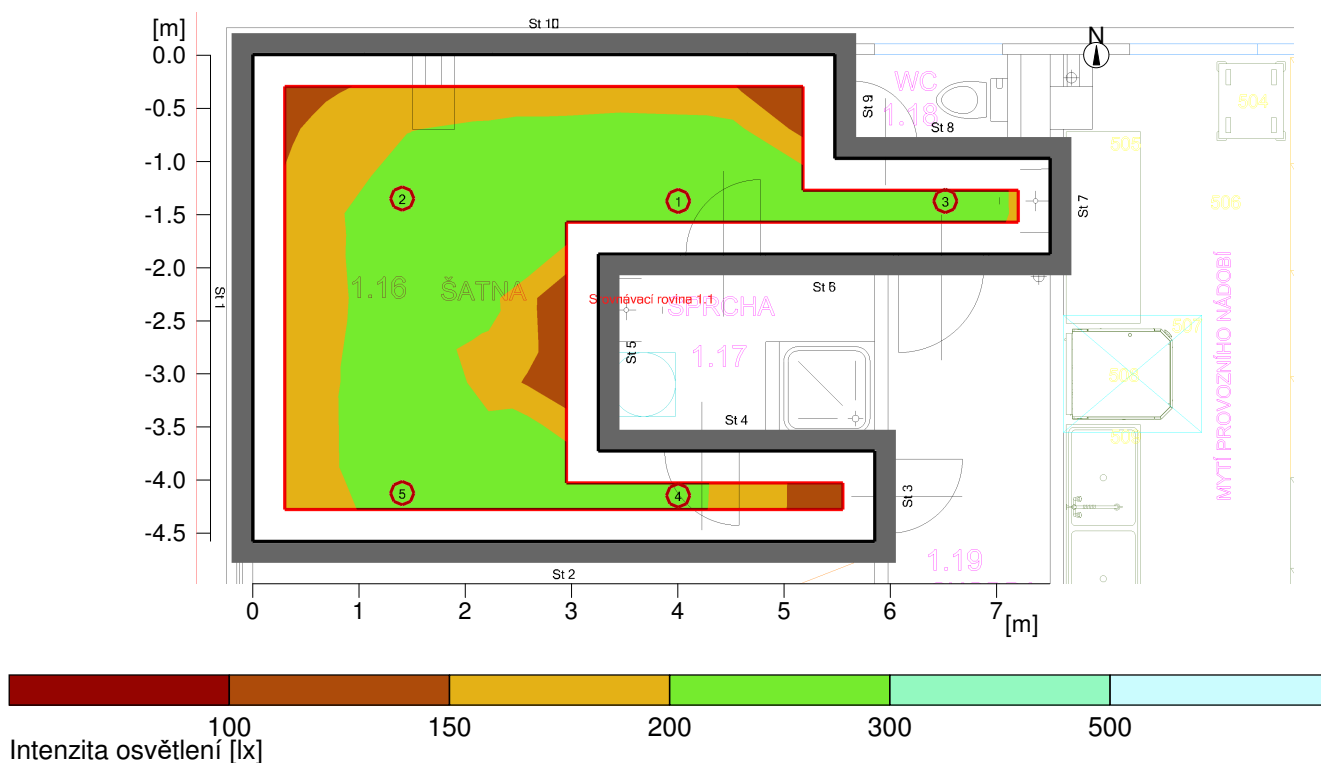 [m]
St 10
N
0.0
-0.5
-1.0
-1.5
-2.0
-2.5
-3.0
-3.5
-4.0
-4.5
WC
1.18
St 9
St 8
504
505
506
2
1
3
St 7
1.16 ŠATNA
St 1
Srovnávací rovina 1.1
St 6
SPRCHA
1.17
St 5
507
MYTÍ PROVOZNÍHO NÁDOBÍ
St 4
5
4
St 3
1.19
St 2
0 1 2 3 4 5 6 7 [m]
100 150 200 300 500
Intenzita osvětlení [lx]